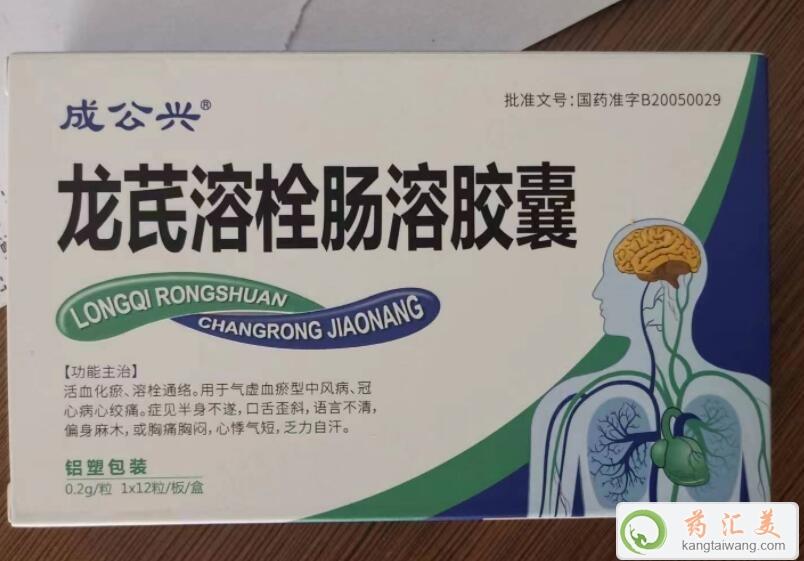 成公兴®
批准文号：国药准字B20050029
龙芪溶栓肠溶胶囊
LONGQI RONGSHUAN
CHANGRONG JIAONANG
【功能主治】
活血化瘀、溶栓通络。用于气虚血瘀型中风病、冠
心病心绞痛。症见半身不遂，口舌歪斜，语言不清，
偏身麻木，或胸痛胸闷，心悸气短，乏力自汗。
铝塑包装
0.2g/粒 1x12粒/板/盒
药汇美
kangtaiwang.com